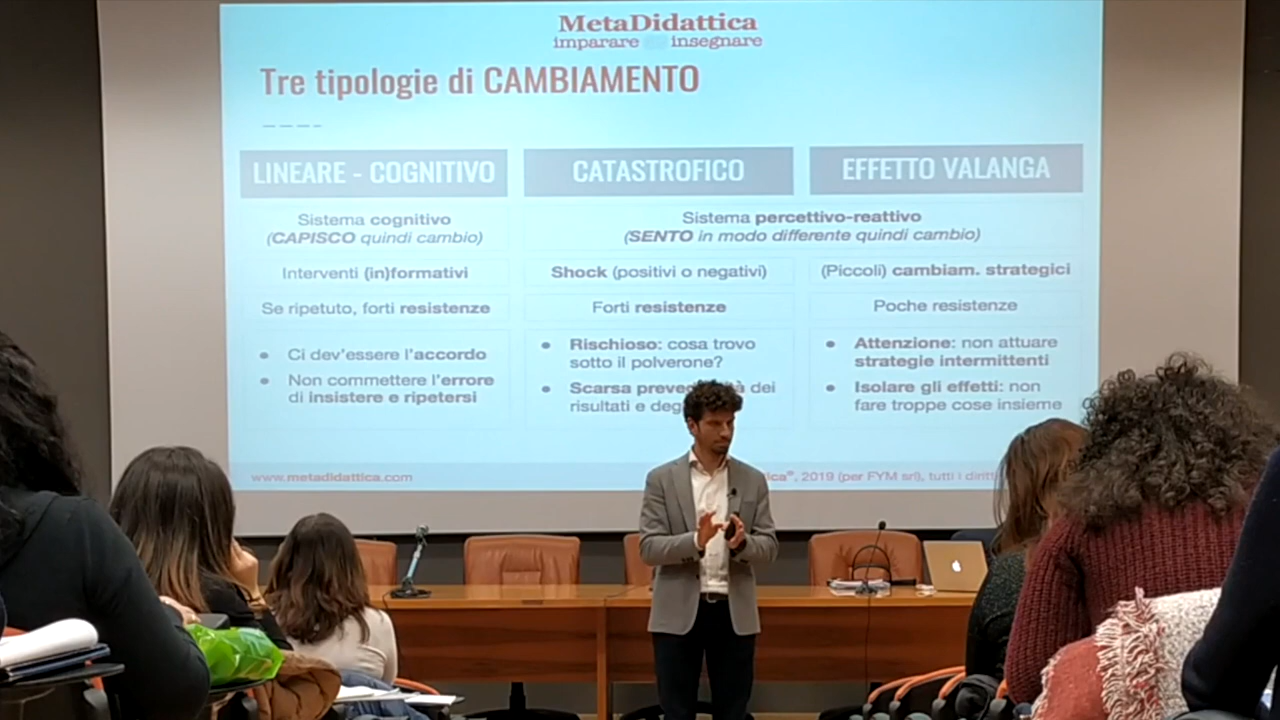 MetaDidattica
imparare insegnare
Tre tipologie di CAMBIAMENTO
LINEARE - COGNITIVO
CATASTROFICO
EFFETTO VALANGA
Sistema cognitivo
(CAPISCO quindi cambio)
Sistema percettivo-reattivo
(SENTO in modo differente quindi cambio)
Interventi (in)formativi
Shock (positivi o negativi)
(Piccoli) cambiam. strategici
Se ripetuto, forti resistenze
Forti resistenze
Poche resistenze
• Ci dev'essere l'accordo
• Non commettere l'errore
di insistere e ripetersi
• Rischioso: cosa trovo
sotto il polverone?
• Scarsa dei
risultati e
• Attenzione: non attuare
strategie intermittenti
• Isolare gli effetti: non
fare troppe cose insieme
www.metadidattica.com
2019 (per FYM srl), tutti i